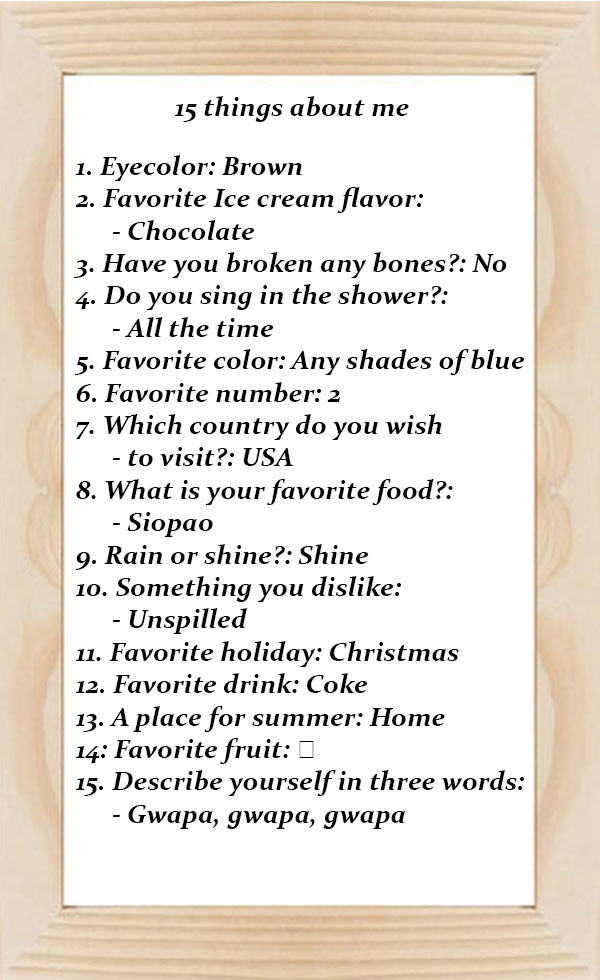 15 things about me
1. Eyecolor: Brown
2. Favorite Ice cream flavor:
- Chocolate
3. Have you broken any bones?: No
4. Do you sing in the shower?:
- All the time
5. Favorite color: Any shades of blue
6. Favorite number: 2
7. Which country do you wish
- to visit?: USA
8. What is your favorite food?:
- Siopao
9. Rain or shine?: Shine
10. Something you dislike:
- Unspilled
11. Favorite holiday: Christmas
12. Favorite drink: Coke
13. A place for summer: Home
14: Favorite fruit:
15. Describe yourself in three words:
- Gwapa, gwapa, gwapa